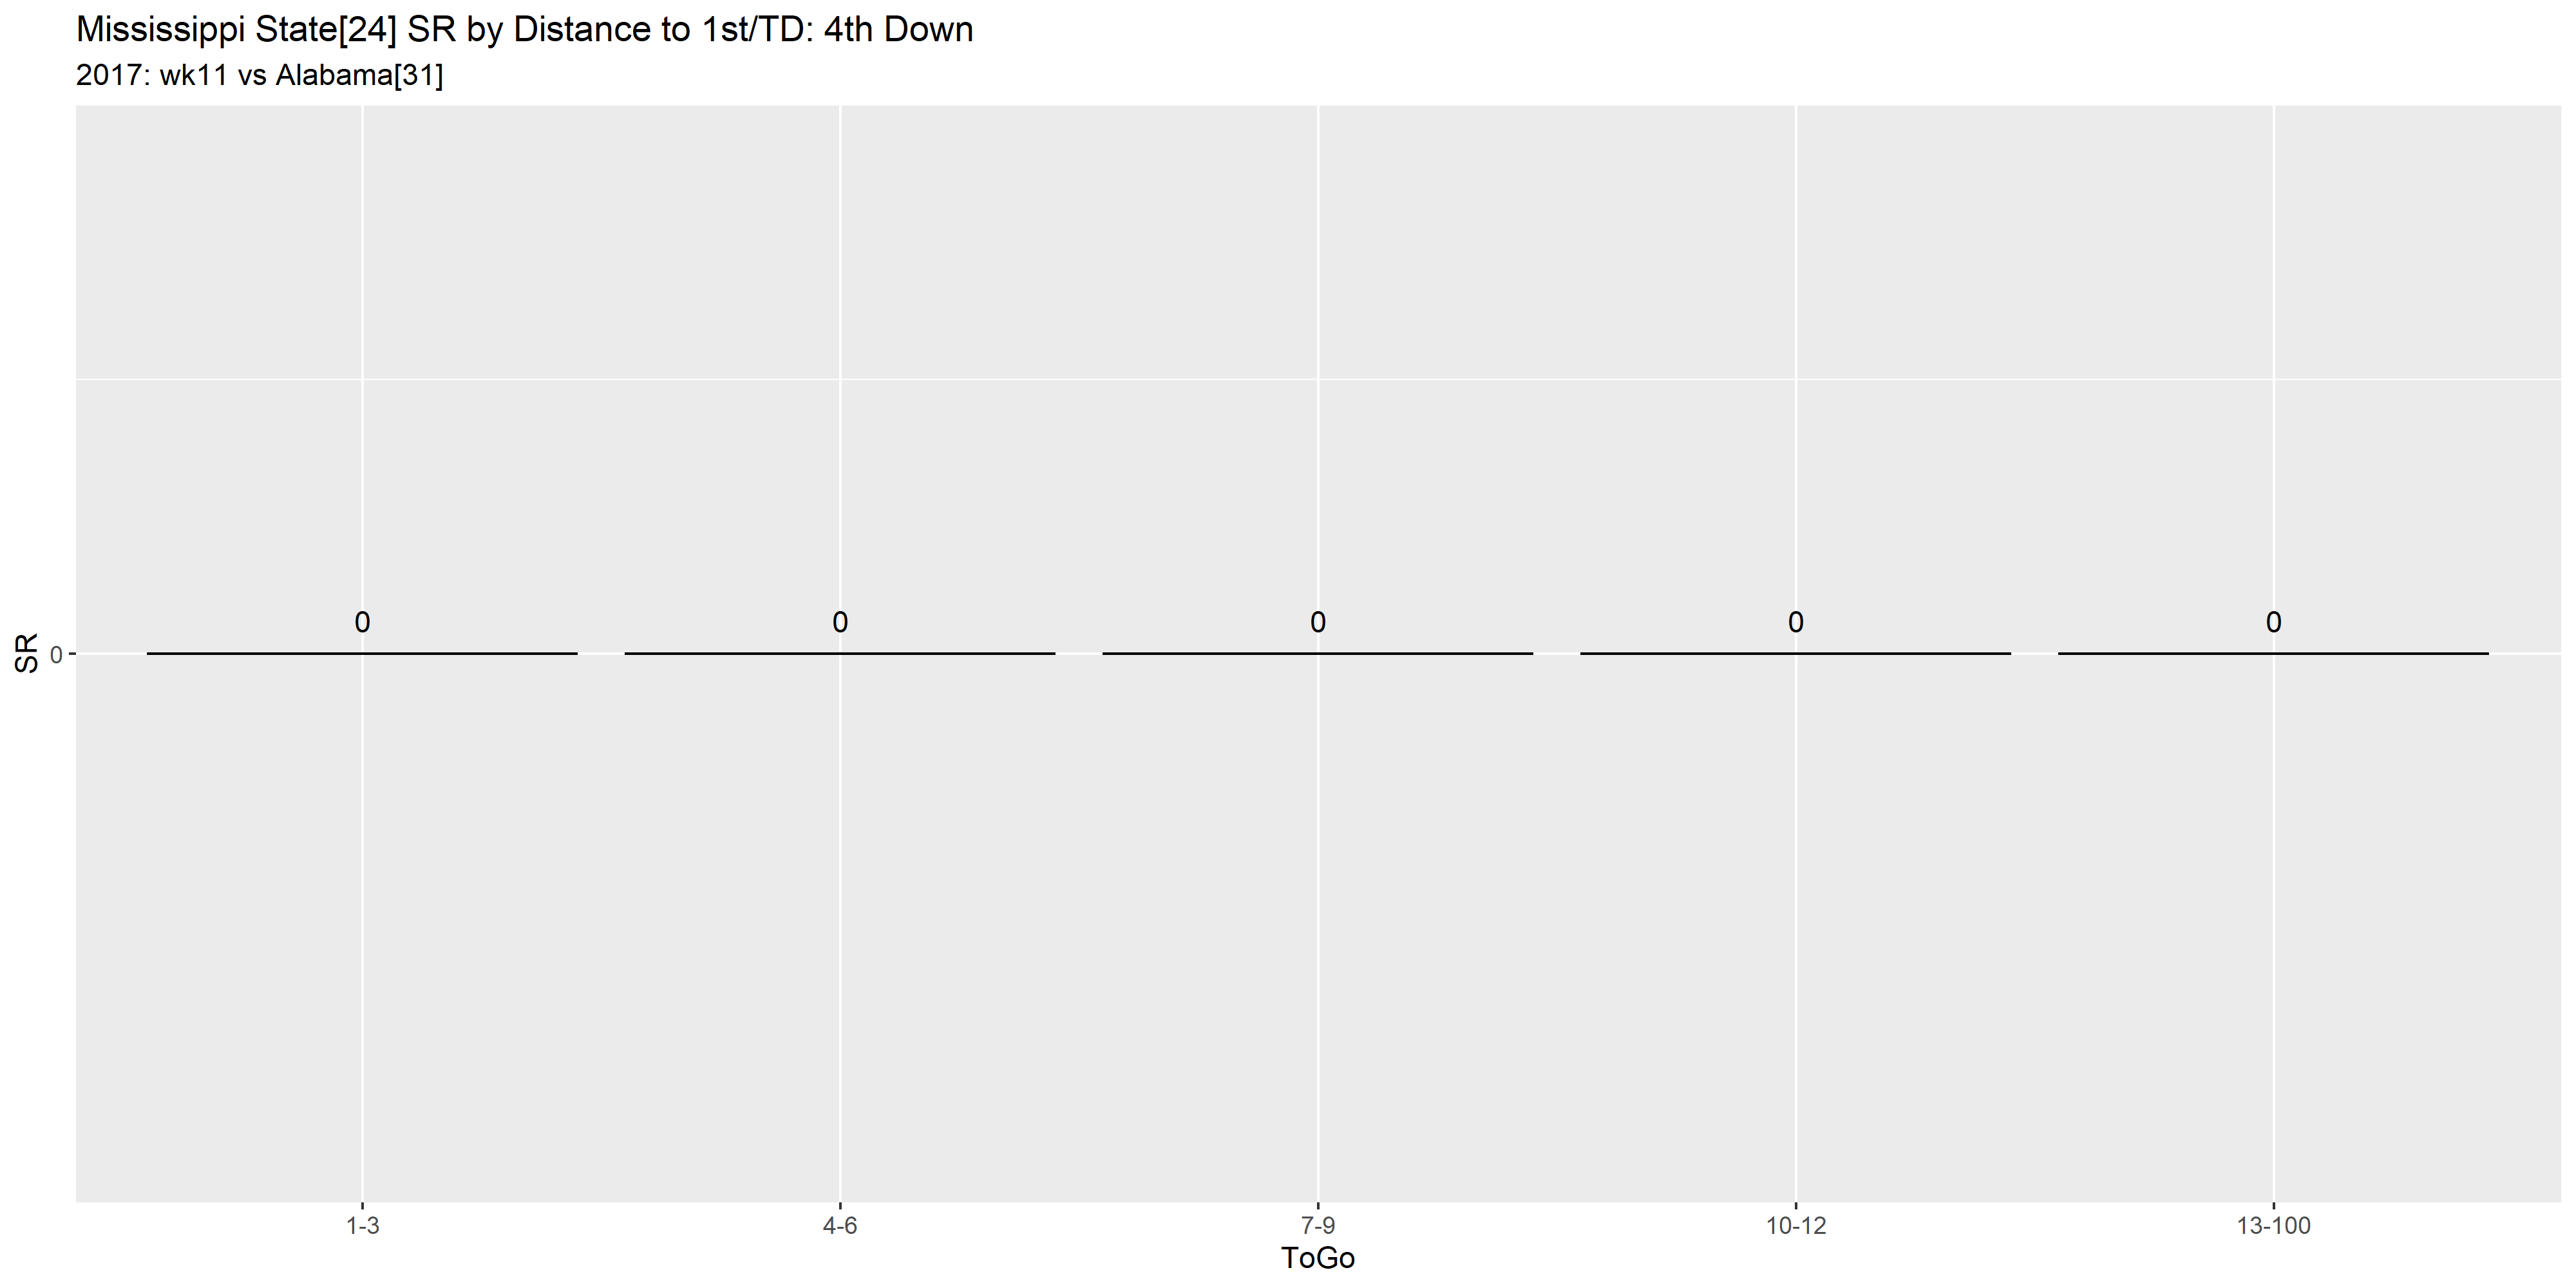 Mississippi State[24] SR by Distance to 1st/TD: 4th Down
2017: wk11 vs Alabama[31]
SR
0
0 0 0 0 0
1-3 4-6 7-9 10-12 13-100
ToGo